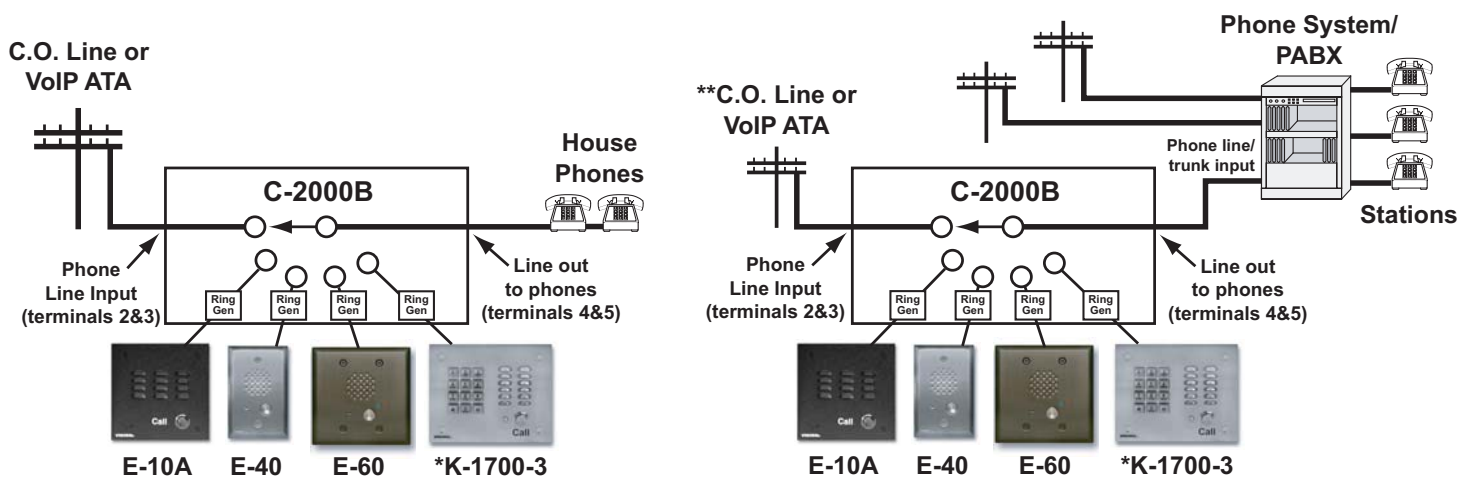 C.O. Line or
VoIP ATA
C-2000B
House
Phones
Phone
Line Input
(terminals 2&3)
Ring
Gen
Ring
Gen
Ring
Gen
Ring
Gen
Line out
to phones
(terminals 4&5)
Call
Call
E-10A
E-40
E-60
*K-1700-3
Phone System/
PABX
**C.O. Line or
VoIP ATA
Phone line/
trunk input
C-2000B
Stations
Phone
Line Input
(terminals 2&3)
Ring
Gen
Ring
Gen
Ring
Gen
Ring
Gen
Line out
to phones
(terminals 4&5)
Call
Call
E-10A
E-40
E-60
*K-1700-3